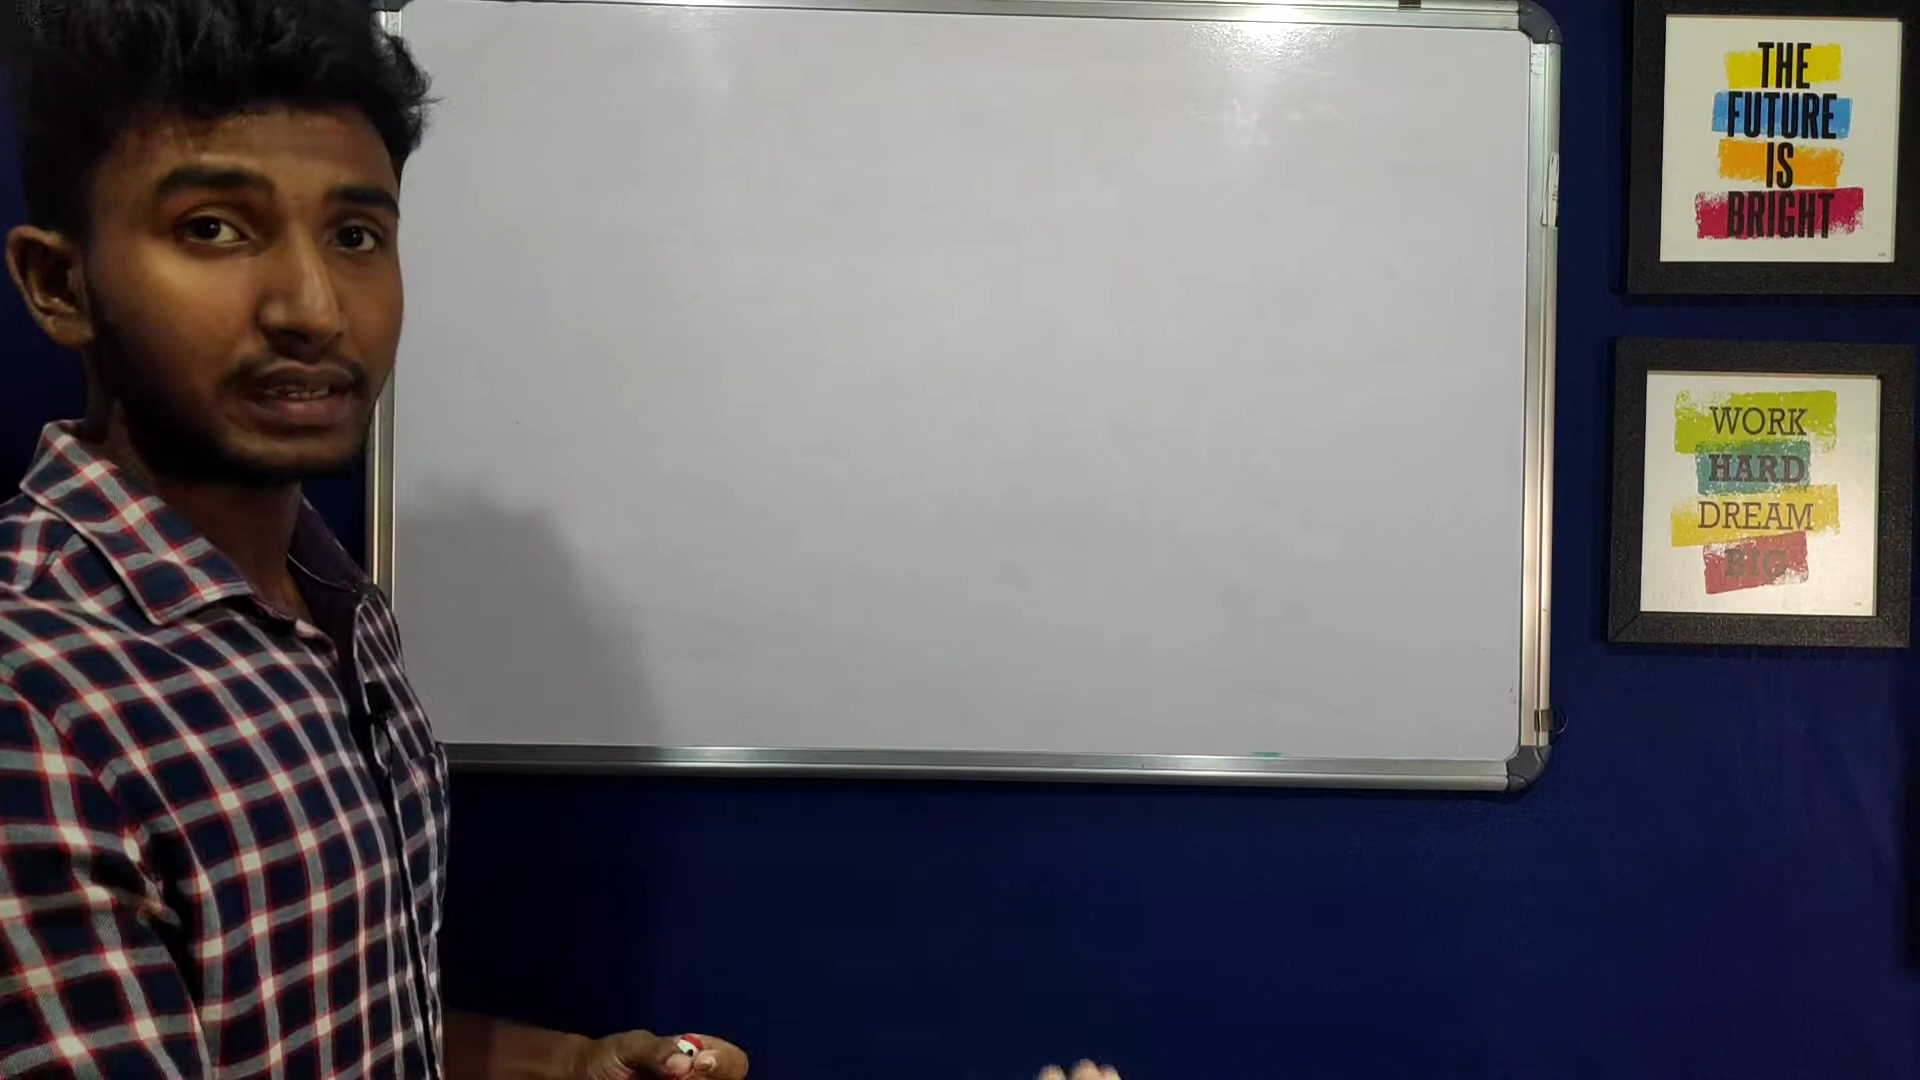 THE
FUTURE
IS
BRIGHT
WORK
HARD
DREAM
BIG